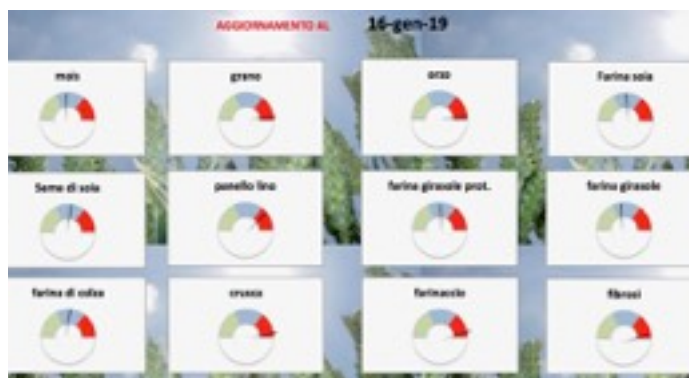 AGGIORNAMENTO AL 16-gen-19
mais grano orzo Farina soia
Seme di soia panello lino farina girasole prot. farina girasole
farina di colza crusca farinaccio fibrosi